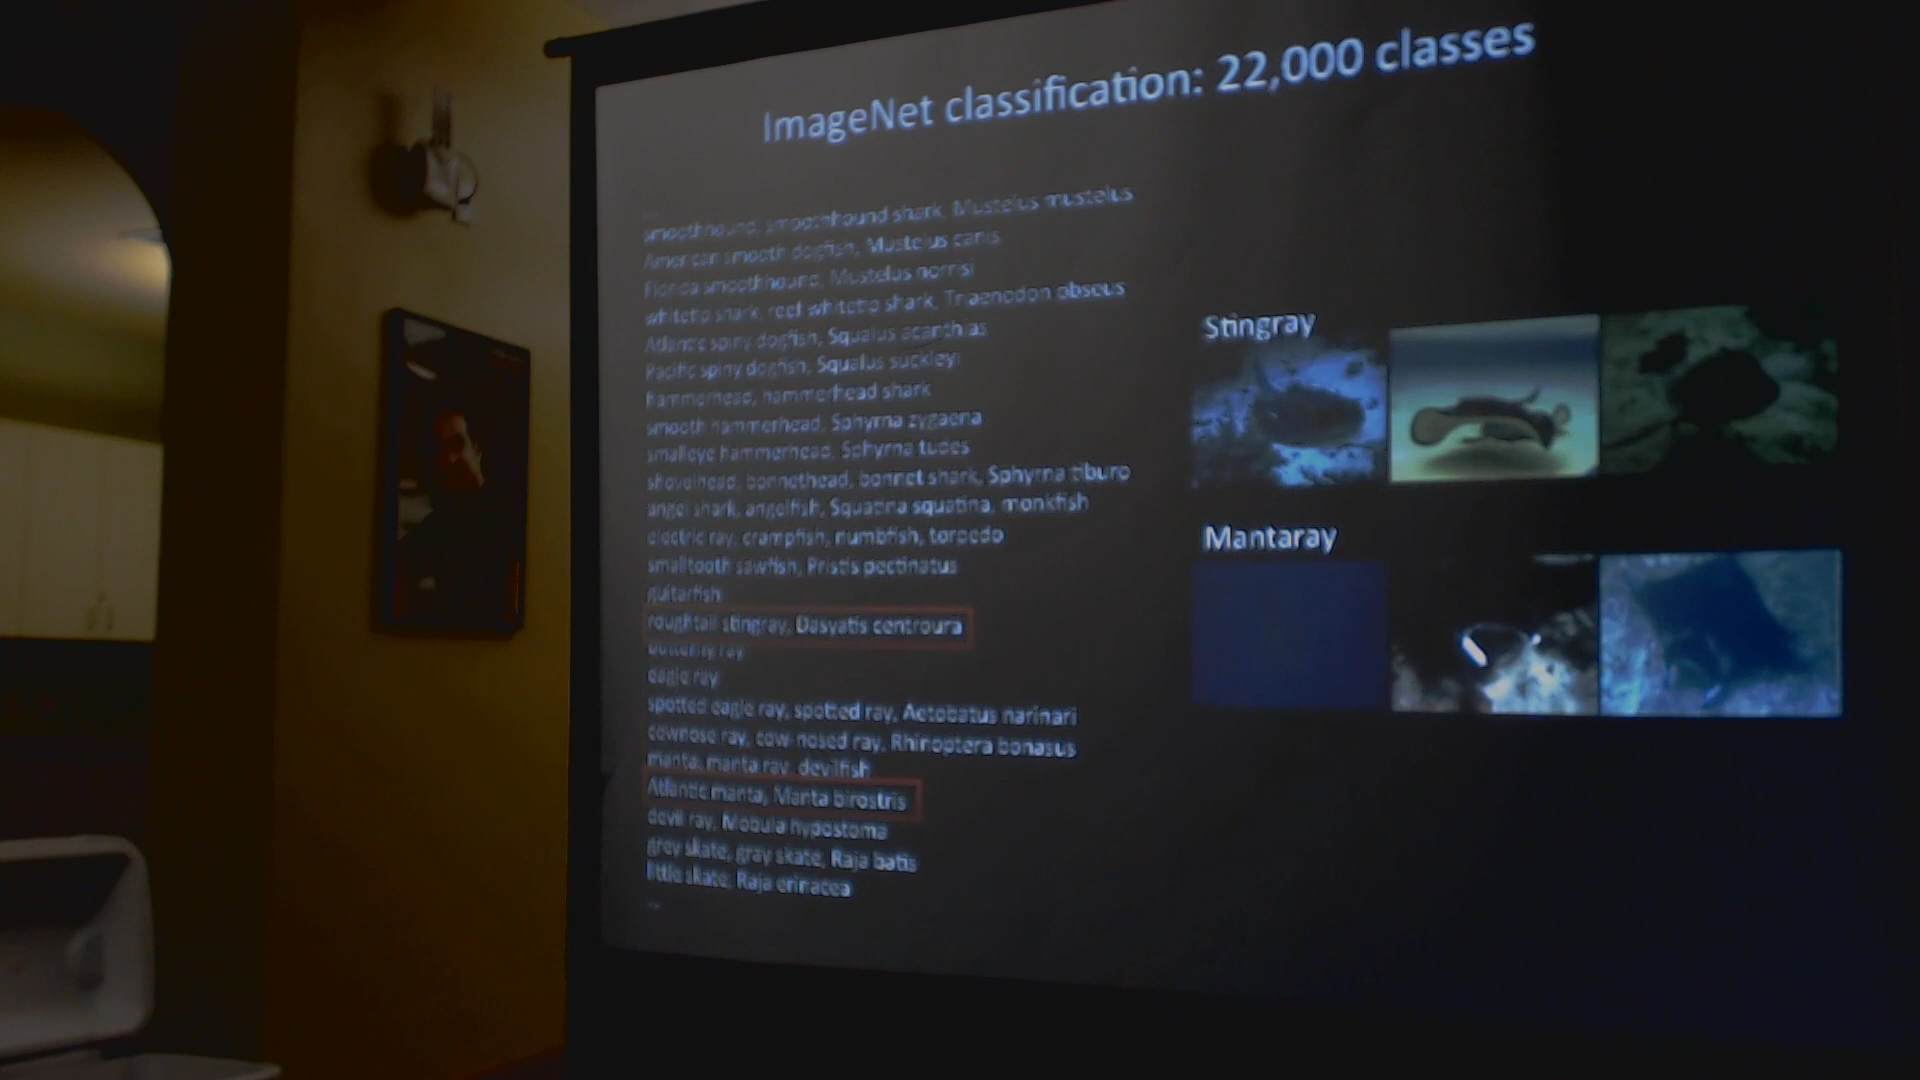 ImageNet classification: 22,000 classes
...
smoothhound, smoothhound shark, Mustelus mustelus
American smooth dogfish, Mustelus canis
Florida smoothhound, Mustelus norrisi
whitetip shark, reef whitetip shark, Triaenodon obseus
Atlantic spiny dogfish, Squalus acanthias
Pacific spiny dogfish, Squalus suckleyi
hammerhead, hammerhead shark
smooth hammerhead, Sphyrna zygaena
smalleye hammerhead, Sphyrna tudes
shovelhead, bonnethead, bonnet shark, Sphyrna tiburo
angel shark, angelfish, Squatina squatina, monkfish
electric ray, crampfish, numbfish, torpedo
smalltooth sawfish, Pristis pectinatus
guitarfish
roughtail stingray, Dasyatis centroura
butterfly ray
eagle ray
spotted eagle ray, spotted ray, Aetobatus narinari
cownose ray, cow-nosed ray, Rhinoptera bonasus
manta, manta ray, devilfish
Atlantic manta, Manta birostris
devil ray, Mobula hypostoma
grey skate, gray skate, Raja batis
little skate, Raja erinacea
...
Stingray
Mantaray